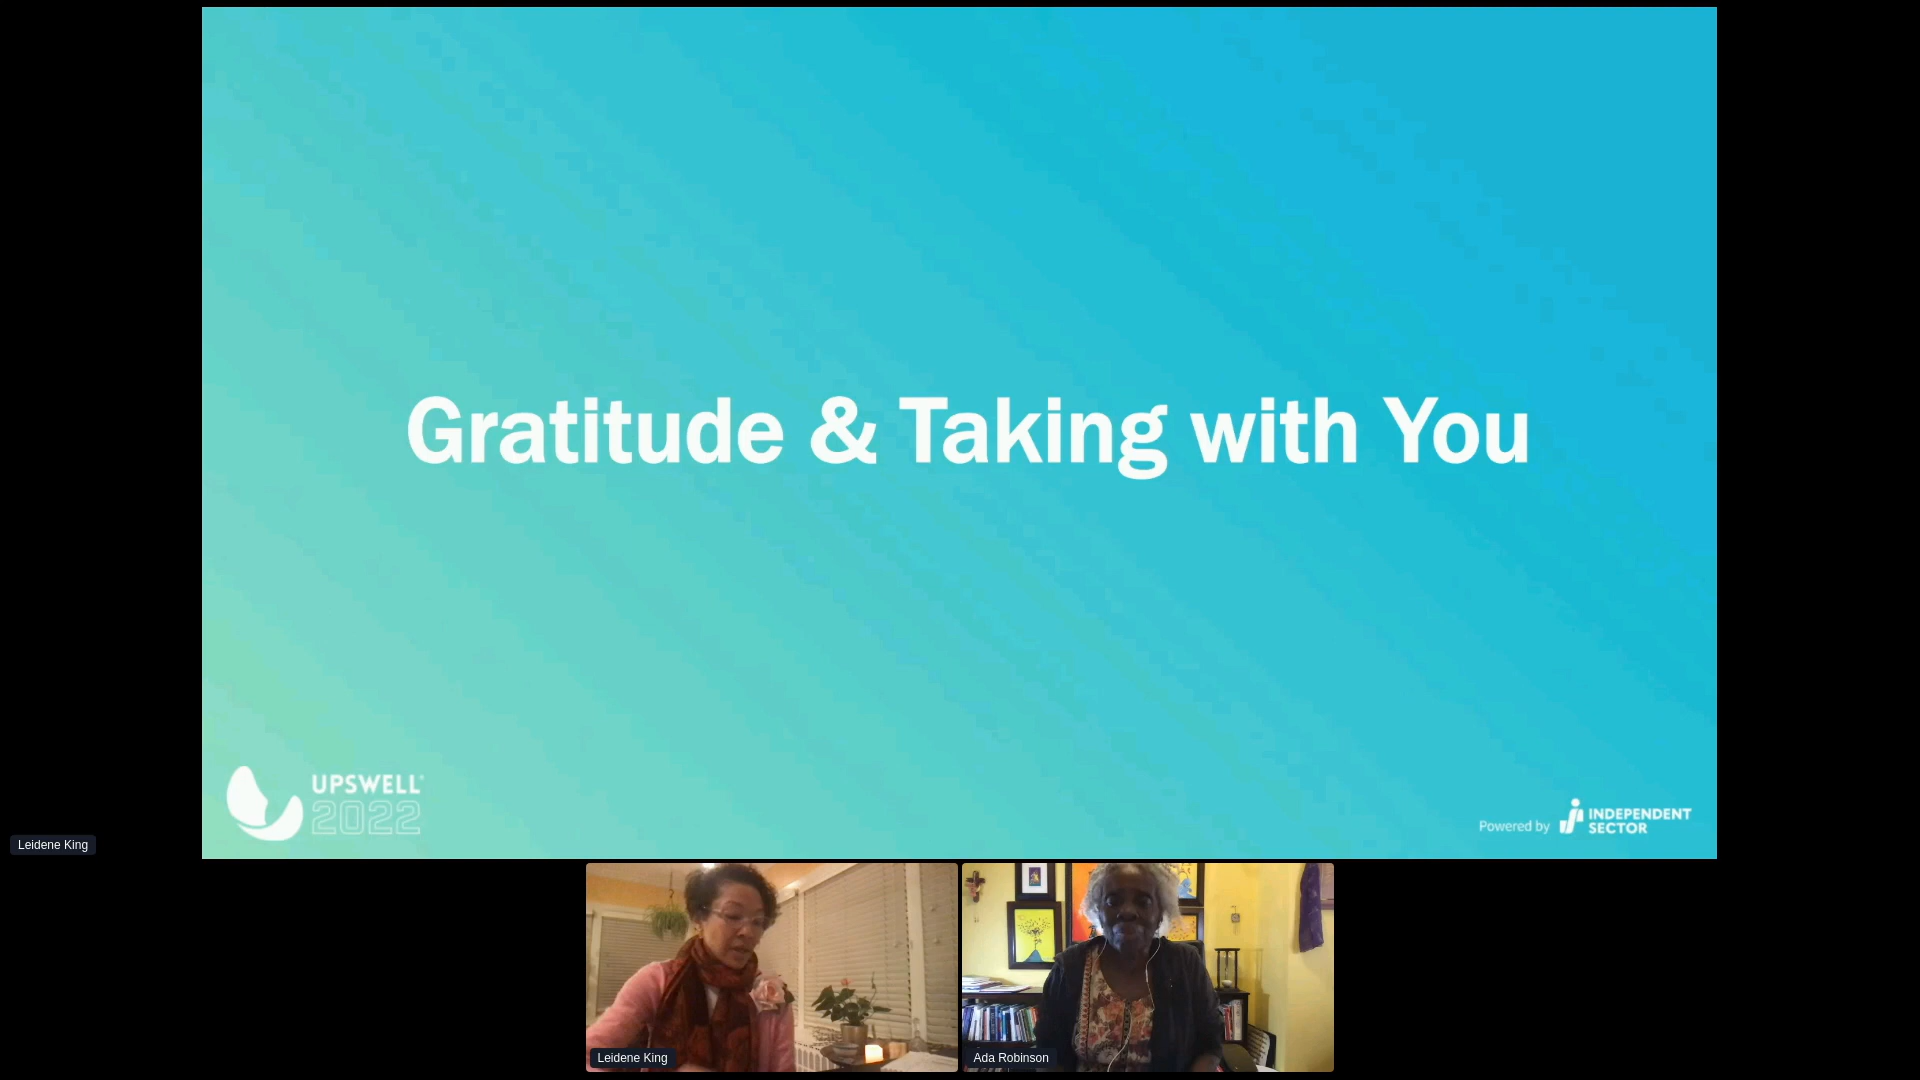 Gratitude & Taking with You
UPSWELL®
2022
Powered by
INDEPENDENT
SECTOR
Leidene King
Leidene King
Ada Robinson